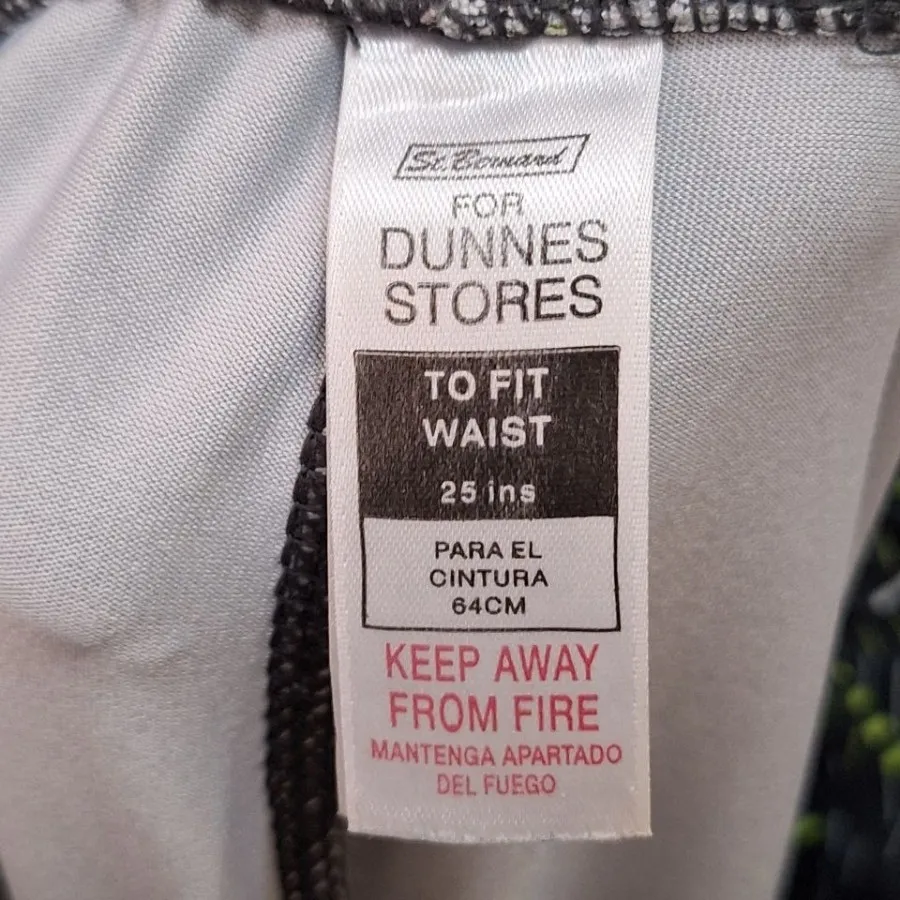 St. Bernard
FOR
DUNNES
STORES
TO FIT
WAIST
25 ins
PARA EL
CINTURA
64CM
KEEP AWAY
FROM FIRE
MANTENGA APARTADO
DEL FUEGO